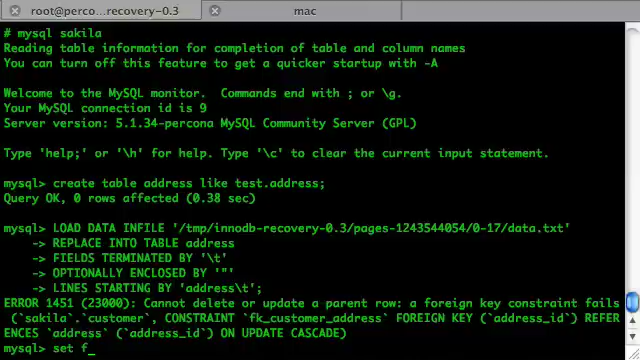 root@perco...recovery-0.3
mac
# mysql sakila
Reading table information for completion of table and column names
You can turn off this feature to get a quicker startup with -A
Welcome to the MySQL monitor.  Commands end with ; or \g.
Your MySQL connection id is 9
Server version: 5.1.34-percona MySQL Community Server (GPL)
Type 'help;' or '\h' for help. Type '\c' to clear the current input statement.
mysql> create table address like test.address;
Query OK, 0 rows affected (0.38 sec)
mysql> LOAD DATA INFILE '/tmp/innodb-recovery-0.3/pages-1243544054/0-17/data.txt'
-> REPLACE INTO TABLE address
-> FIELDS TERMINATED BY '\t'
-> OPTIONALLY ENCLOSED BY '"'
-> LINES STARTING BY 'address\t';
ERROR 1451 (23000): Cannot delete or update a parent row: a foreign key constraint fails
(`sakila`.`customer`, CONSTRAINT `fk_customer_address` FOREIGN KEY (`address_id`) REFER
ENCES `address` (`address_id`) ON UPDATE CASCADE)
mysql> set f_